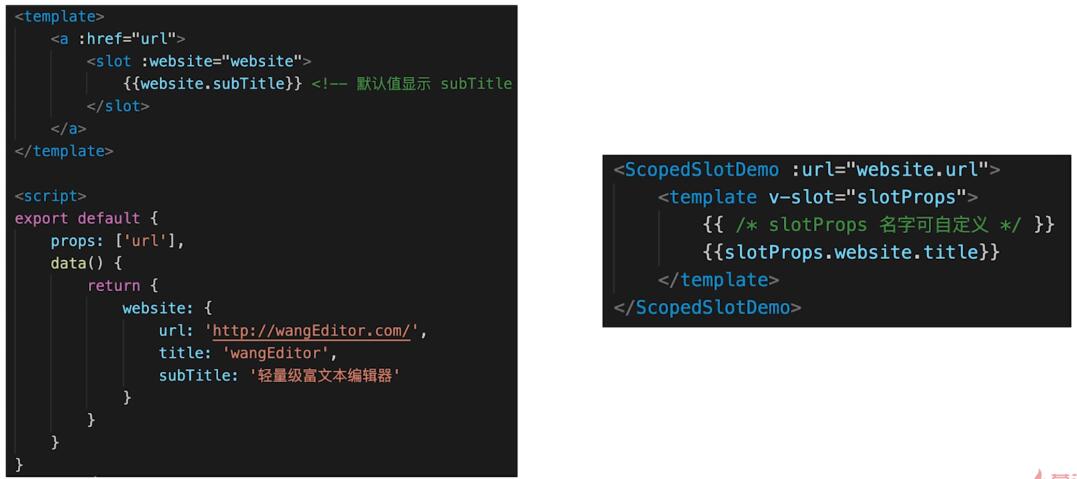 <template>
    <a :href="url">
        <slot :website="website">
            {{website.subTitle}} <!-- 默认值显示 subTitle
        </slot>
    </a>
</template>

<script>
export default {
    props: ['url'],
    data() {
        return {
            website: {
                url: 'http://wangEditor.com/',
                title: 'wangEditor',
                subTitle: '轻量级富文本编辑器'
            }
        }
    }
}
<ScopedSlotDemo :url="website.url">
    <template v-slot="slotProps">
        {{ /* slotProps 名字可自定义 */ }}
        {{slotProps.website.title}}
    </template>
</ScopedSlotDemo>